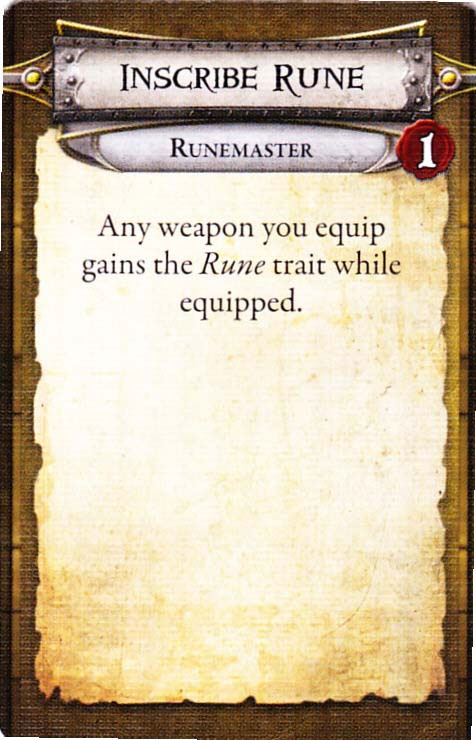 Inscribe Rune
Runemaster
1
Any weapon you equip
gains the Rune trait while
equipped.